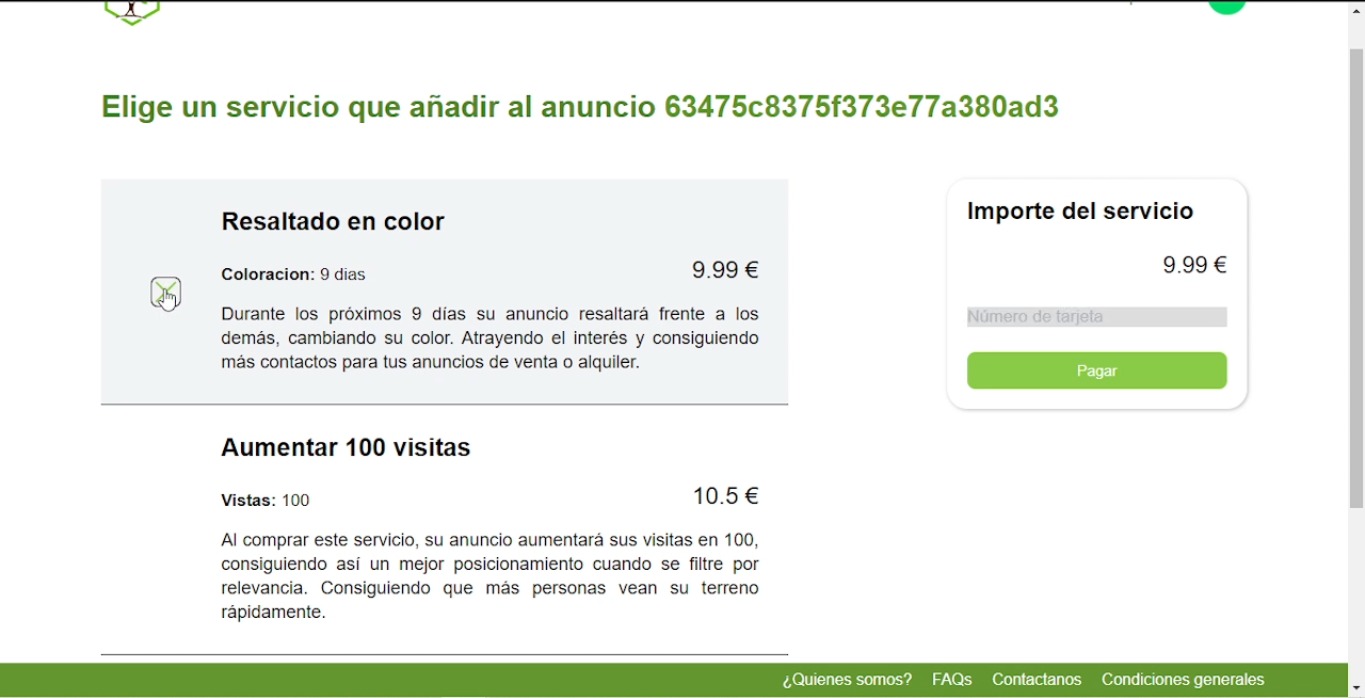 Elige un servicio que añadir al anuncio 63475c8375f373e77a380ad3
Resaltado en color
Coloracion: 9 dias
9.99 €
Durante los próximos 9 días su anuncio resaltará frente a los
demás, cambiando su color. Atrayendo el interés y consiguiendo
más contactos para tus anuncios de venta o alquiler.
Aumentar 100 visitas
Vistas: 100
10.5 €
Al comprar este servicio, su anuncio aumentará sus visitas en 100,
consiguiendo así un mejor posicionamiento cuando se filtre por
relevancia. Consiguiendo que más personas vean su terreno
rápidamente.
Importe del servicio
9.99 €
Número de tarjeta
Pagar
¿Quienes somos? FAQs Contactanos Condiciones generales